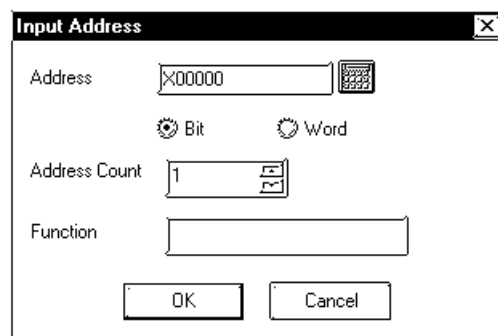 Input Address
Address X00000
Bit Word
Address Count 1
Function
OK Cancel